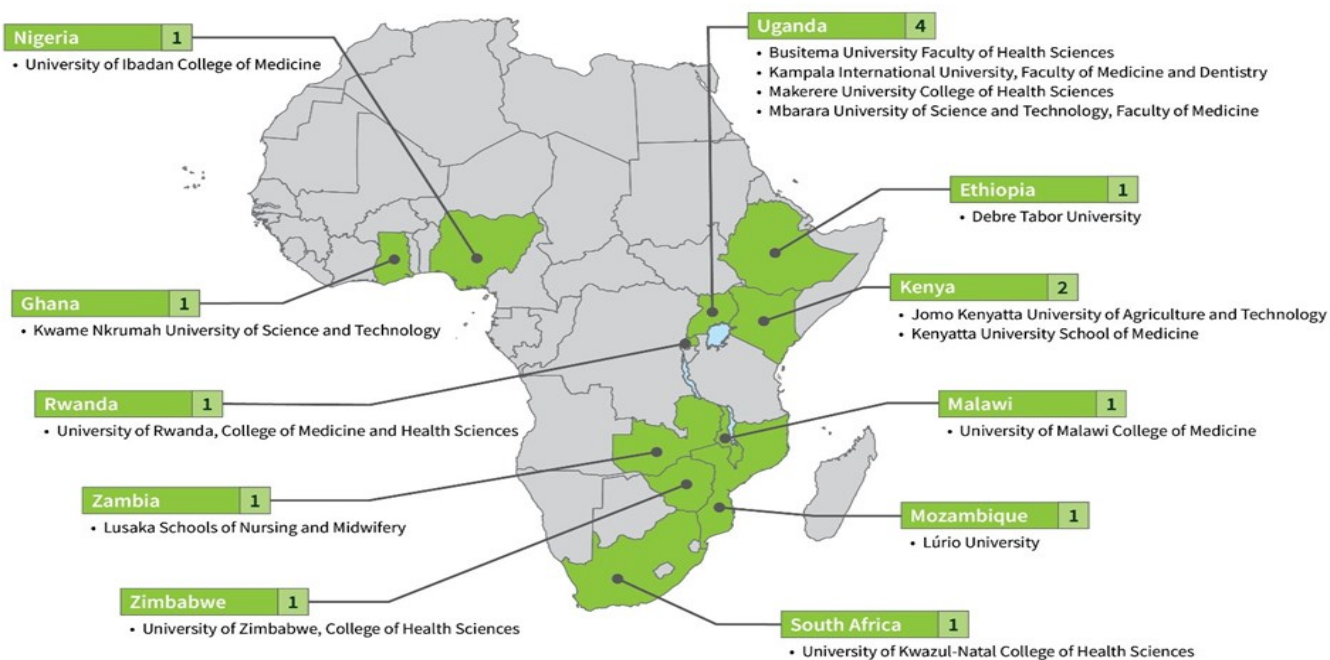 Nigeria 1
• University of Ibadan College of Medicine
Uganda 4
• Busitema University Faculty of Health Sciences
• Kampala International University, Faculty of Medicine and Dentistry
• Makerere University College of Health Sciences
• Mbarara University of Science and Technology, Faculty of Medicine
Ethiopia 1
• Debre Tabor University
Ghana 1
• Kwame Nkrumah University of Science and Technology
Kenya 2
• Jomo Kenyatta University of Agriculture and Technology
• Kenyatta University School of Medicine
Rwanda 1
• University of Rwanda, College of Medicine and Health Sciences
Malawi 1
• University of Malawi College of Medicine
Zambia 1
• Lusaka Schools of Nursing and Midwifery
Mozambique 1
• Lúrio University
Zimbabwe 1
• University of Zimbabwe, College of Health Sciences
South Africa 1
• University of Kwazul-Natal College of Health Sciences